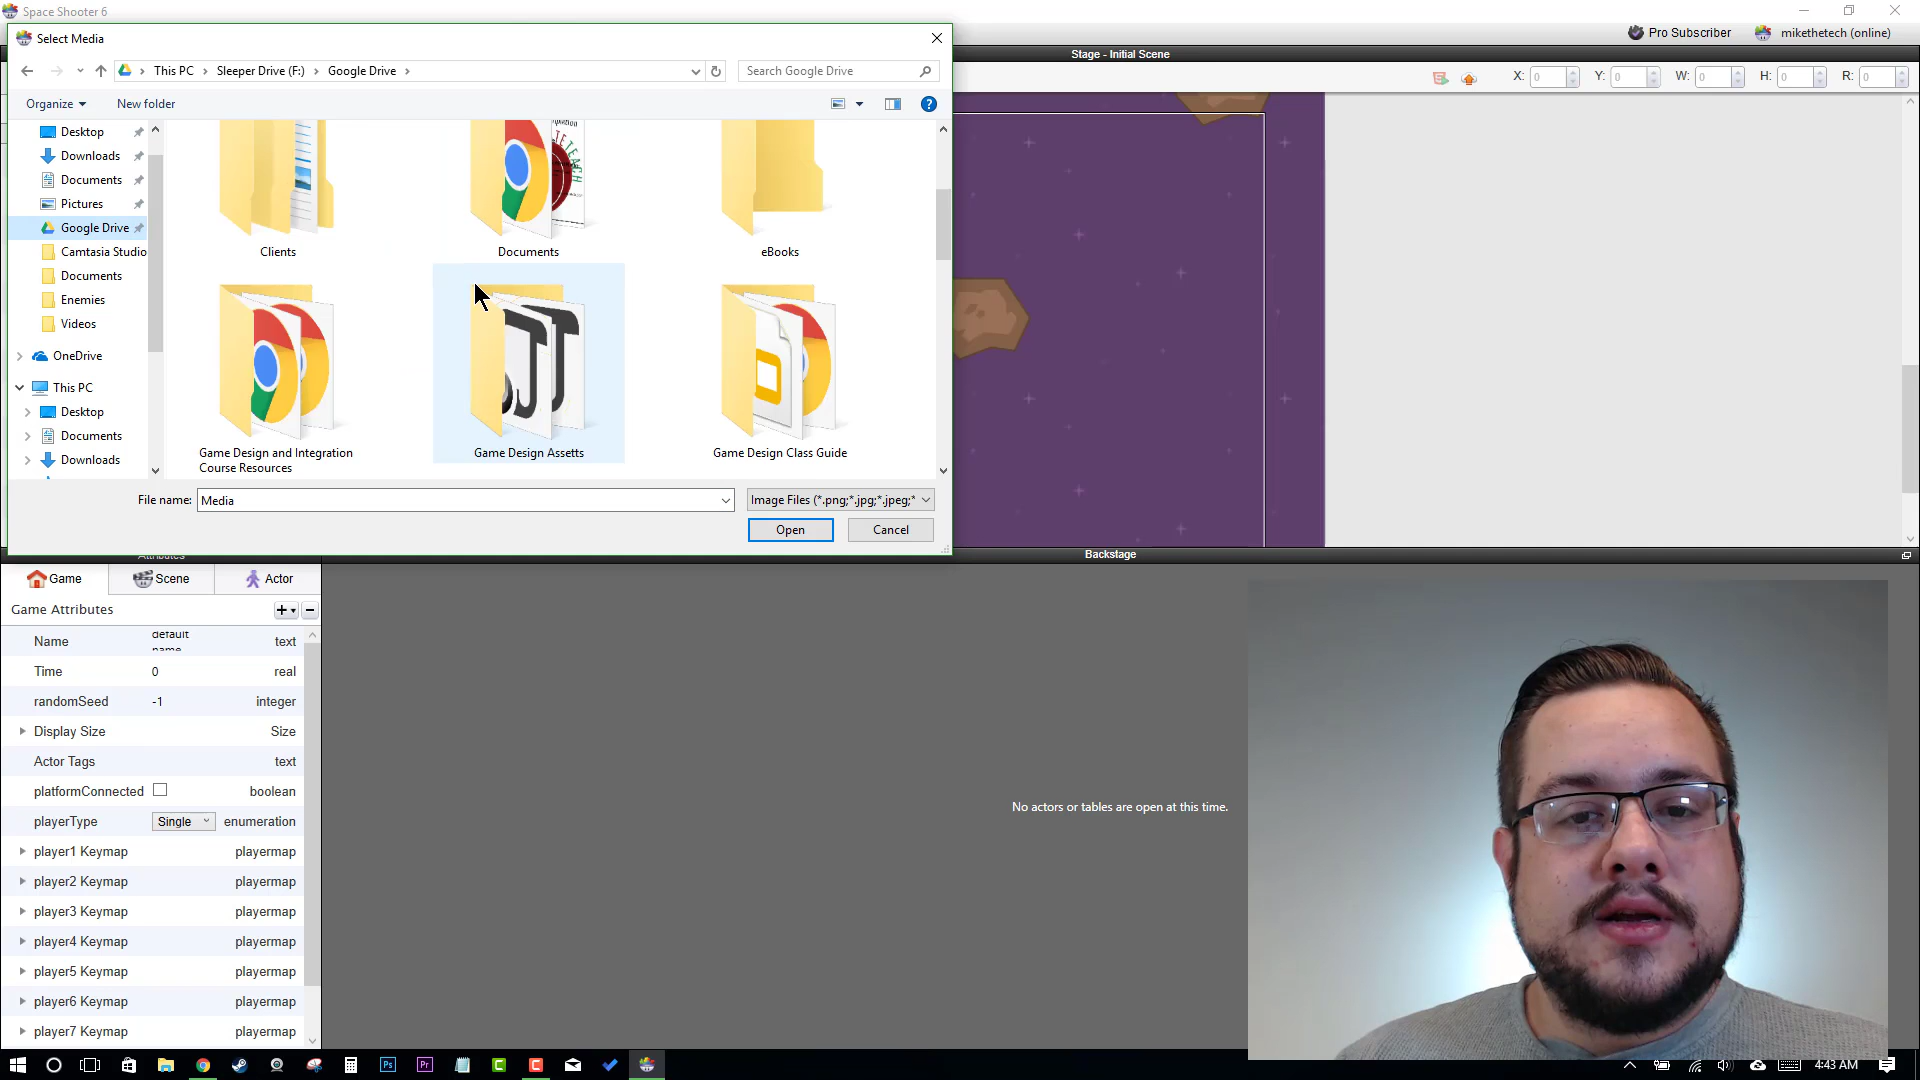 Space Shooter 6
Select Media
Pro Subscriber
mikethetech (online)
Stage - Initial Scene
This PC
Sleeper Drive (F:)
Google Drive
Search Google Drive
X: 0
Y: 0
W: 0
H: 0
R: 0
Organize
New folder
Desktop
Downloads
Documents
Pictures
Google Drive
Camtasia Studio
Documents
Enemies
Videos
OneDrive
This PC
Desktop
Documents
Downloads
Clients
Documents
eBooks
Game Design and Integration
Course Resources
Game Design Assetts
Game Design Class Guide
File name:
Media
Image Files (*.png;*.jpg;*.jpeg;*
Open
Cancel
Attributes
Backstage
Game
Scene
Actor
Game Attributes
Name default name text
Time 0 real
randomSeed -1 integer
Display Size Size
Actor Tags text
platformConnected boolean
playerType Single enumeration
player1 Keymap playermap
player2 Keymap playermap
player3 Keymap playermap
player4 Keymap playermap
player5 Keymap playermap
player6 Keymap playermap
player7 Keymap playermap
No actors or tables are open at this time.
4:43 AM